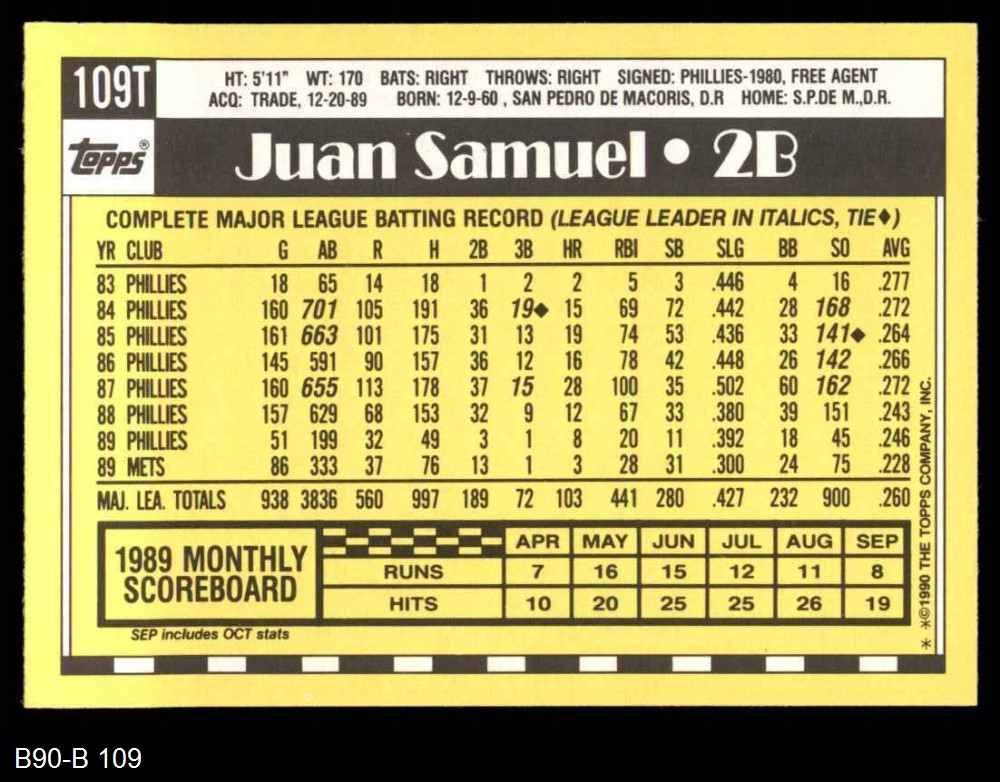 109T
HT: 5'11" WT: 170 BATS: RIGHT THROWS: RIGHT SIGNED: PHILLIES-1980, FREE AGENT
ACQ: TRADE, 12-20-89 BORN: 12-9-60 , SAN PEDRO DE MACORIS, D.R HOME: S.P.DE M.,D.R.
Topps®
Juan Samuel • 2B
COMPLETE MAJOR LEAGUE BATTING RECORD (LEAGUE LEADER IN ITALICS, TIE♦)
YR CLUB G AB R H 2B 3B HR RBI SB SLG BB SO AVG
83 PHILLIES 18 65 14 18 1 2 2 5 3 .446 4 16 .277
84 PHILLIES 160 701 105 191 36 19♦ 15 69 72 .442 28 168 .272
85 PHILLIES 161 663 101 175 31 13 19 74 53 .436 33 141♦ .264
86 PHILLIES 145 591 90 157 36 12 16 78 42 .448 26 142 .266
87 PHILLIES 160 655 113 178 37 15 28 100 35 .502 60 162 .272
88 PHILLIES 157 629 68 153 32 9 12 67 33 .380 39 151 .243
89 PHILLIES 51 199 32 49 3 1 8 20 11 .392 18 45 .246
89 METS 86 333 37 76 13 1 3 28 31 .300 24 75 .228
MAJ. LEA. TOTALS 938 3836 560 997 189 72 103 441 280 .427 232 900 .260
1989 MONTHLY
SCOREBOARD
APR MAY JUN JUL AUG SEP
RUNS 7 16 15 12 11 8
HITS 10 20 25 25 26 19
SEP includes OCT stats
* *©1990 THE TOPPS COMPANY, INC.
B90-B 109